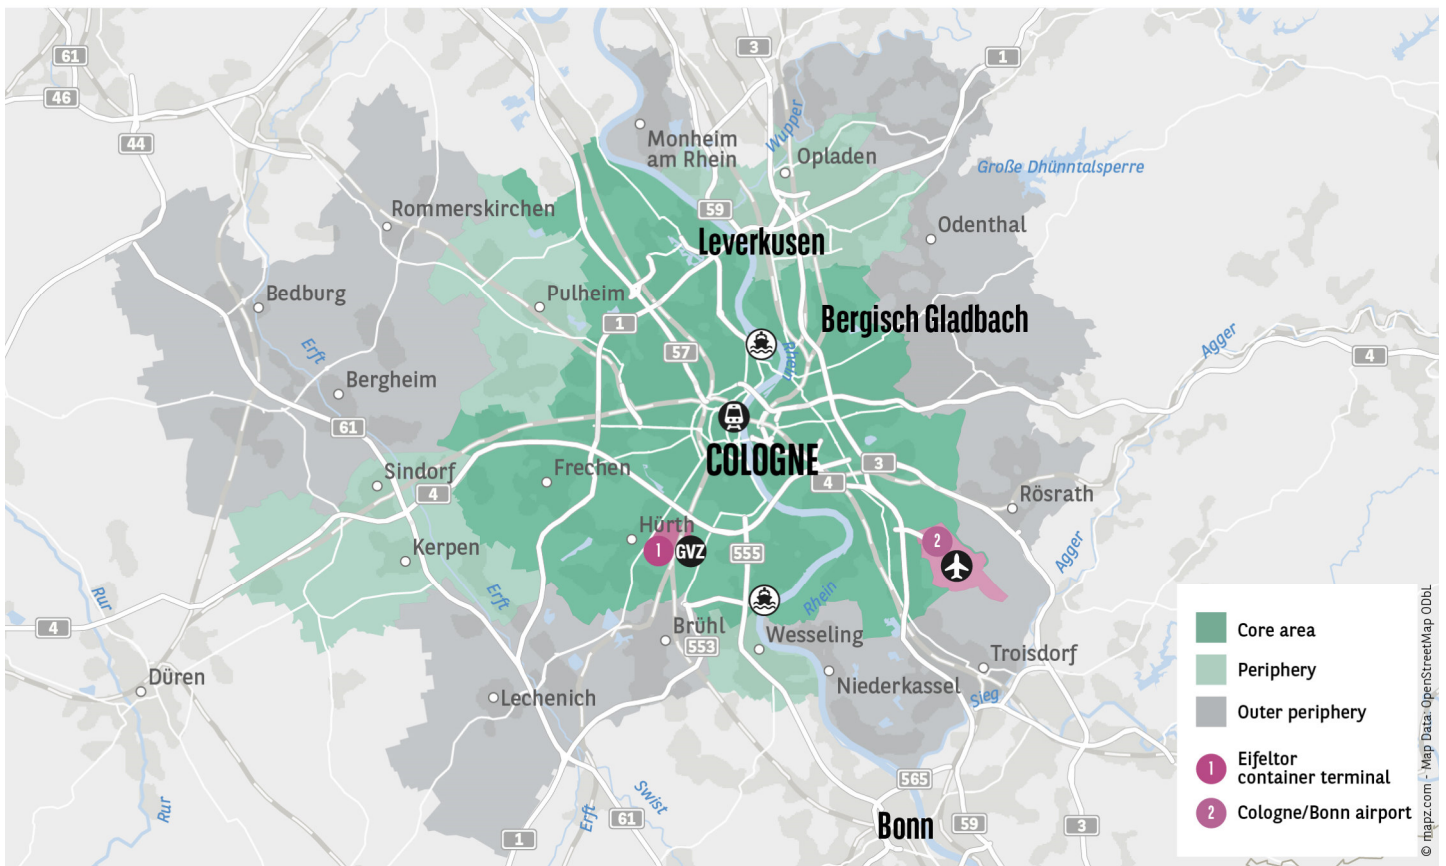 61
3
1
46
44
Monheim
am Rhein
Wupper
Opladen
Große Dhünntalsperre
Rommerskirchen
59
Odenthal
Leverkusen
Bedburg
Pulheim
1
Bergisch Gladbach
Erft
57
Rhein
Agger
4
Bergheim
61
COLOGNE
Sindorf
Frechen
3
4
4
Rösrath
Hürth
1
GVZ
555
2
Kerpen
Agger
Rur
Erft
Rhein
4
Brühl
553
Wesseling
Troisdorf
Düren
Lechenich
Niederkassel
Sieg
565
Swist
Rur
Erft
61
1
Bonn
59
3
Core area
Periphery
Outer periphery
1
Eifeltor
container terminal
2
Cologne/Bonn airport
© mapz.com - Map Data: OpenStreetMap ODbL